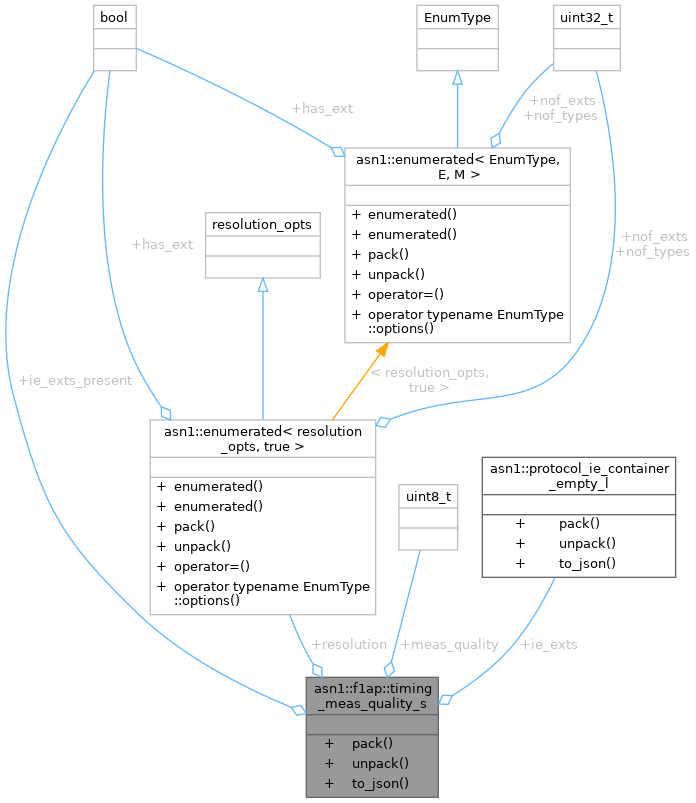 bool
EnumType
uint32_t
+has_ext
+nof_exts
+nof_types
asn1::enumerated< EnumType,
E, M >
+ enumerated()
+ enumerated()
+ pack()
+ unpack()
+ operator=()
+ operator typename EnumType
::options()
resolution_opts
+has_ext
+nof_exts
+nof_types
+ie_exts_present
< resolution_opts,
true >
asn1::enumerated< resolution
_opts, true >
+ enumerated()
+ enumerated()
+ pack()
+ unpack()
+ operator=()
+ operator typename EnumType
::options()
uint8_t
asn1::protocol_ie_container
_empty_l
+ pack()
+ unpack()
+ to_json()
+resolution
+meas_quality
+ie_exts
asn1::f1ap::timing
_meas_quality_s
+ pack()
+ unpack()
+ to_json()